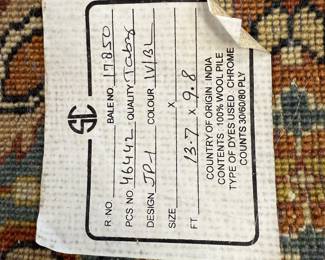 SC
R. NO. BALE NO. 17850
PCS NO 46442 QUALITY Tabz
DESIGN JP-1 COLOUR IV/BL
SIZE X
FT 13.7 x 9.8
COUNTRY OF ORIGIN INDIA
CONTENTS 100% WOOL PILE
TYPE OF DYES USED CHROME
COUNTS 30/60/80 PLY